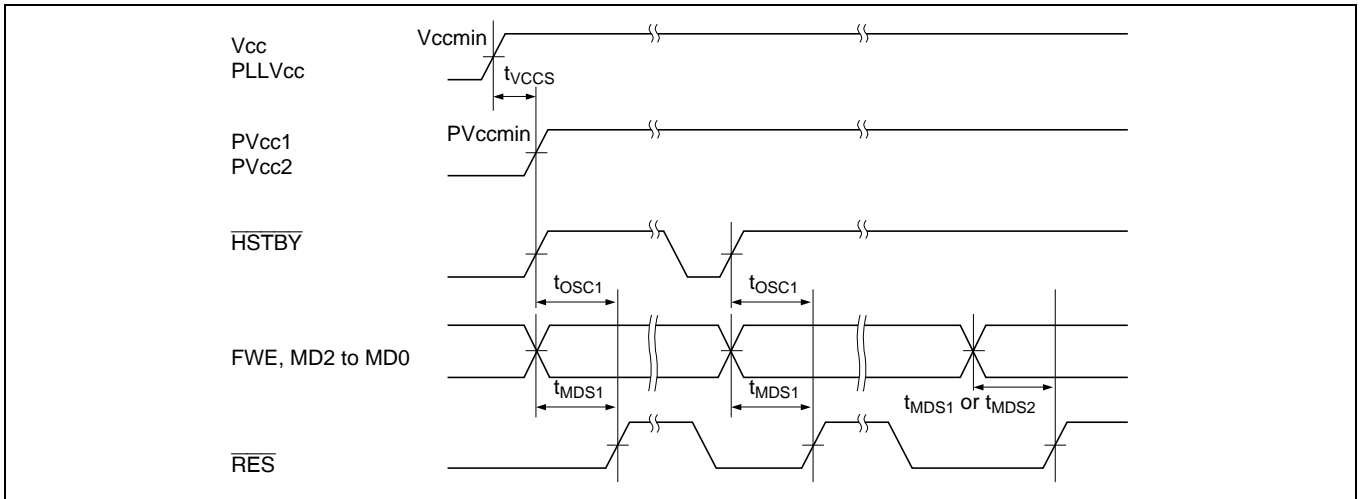 Vcc
PLLVcc
Vccmin
tVCCS
PVcc1
PVcc2
PVccmin
HSTBY
tOSC1
tOSC1
FWE, MD2 to MD0
tMDS1
tMDS1
tMDS1 or tMDS2
RES